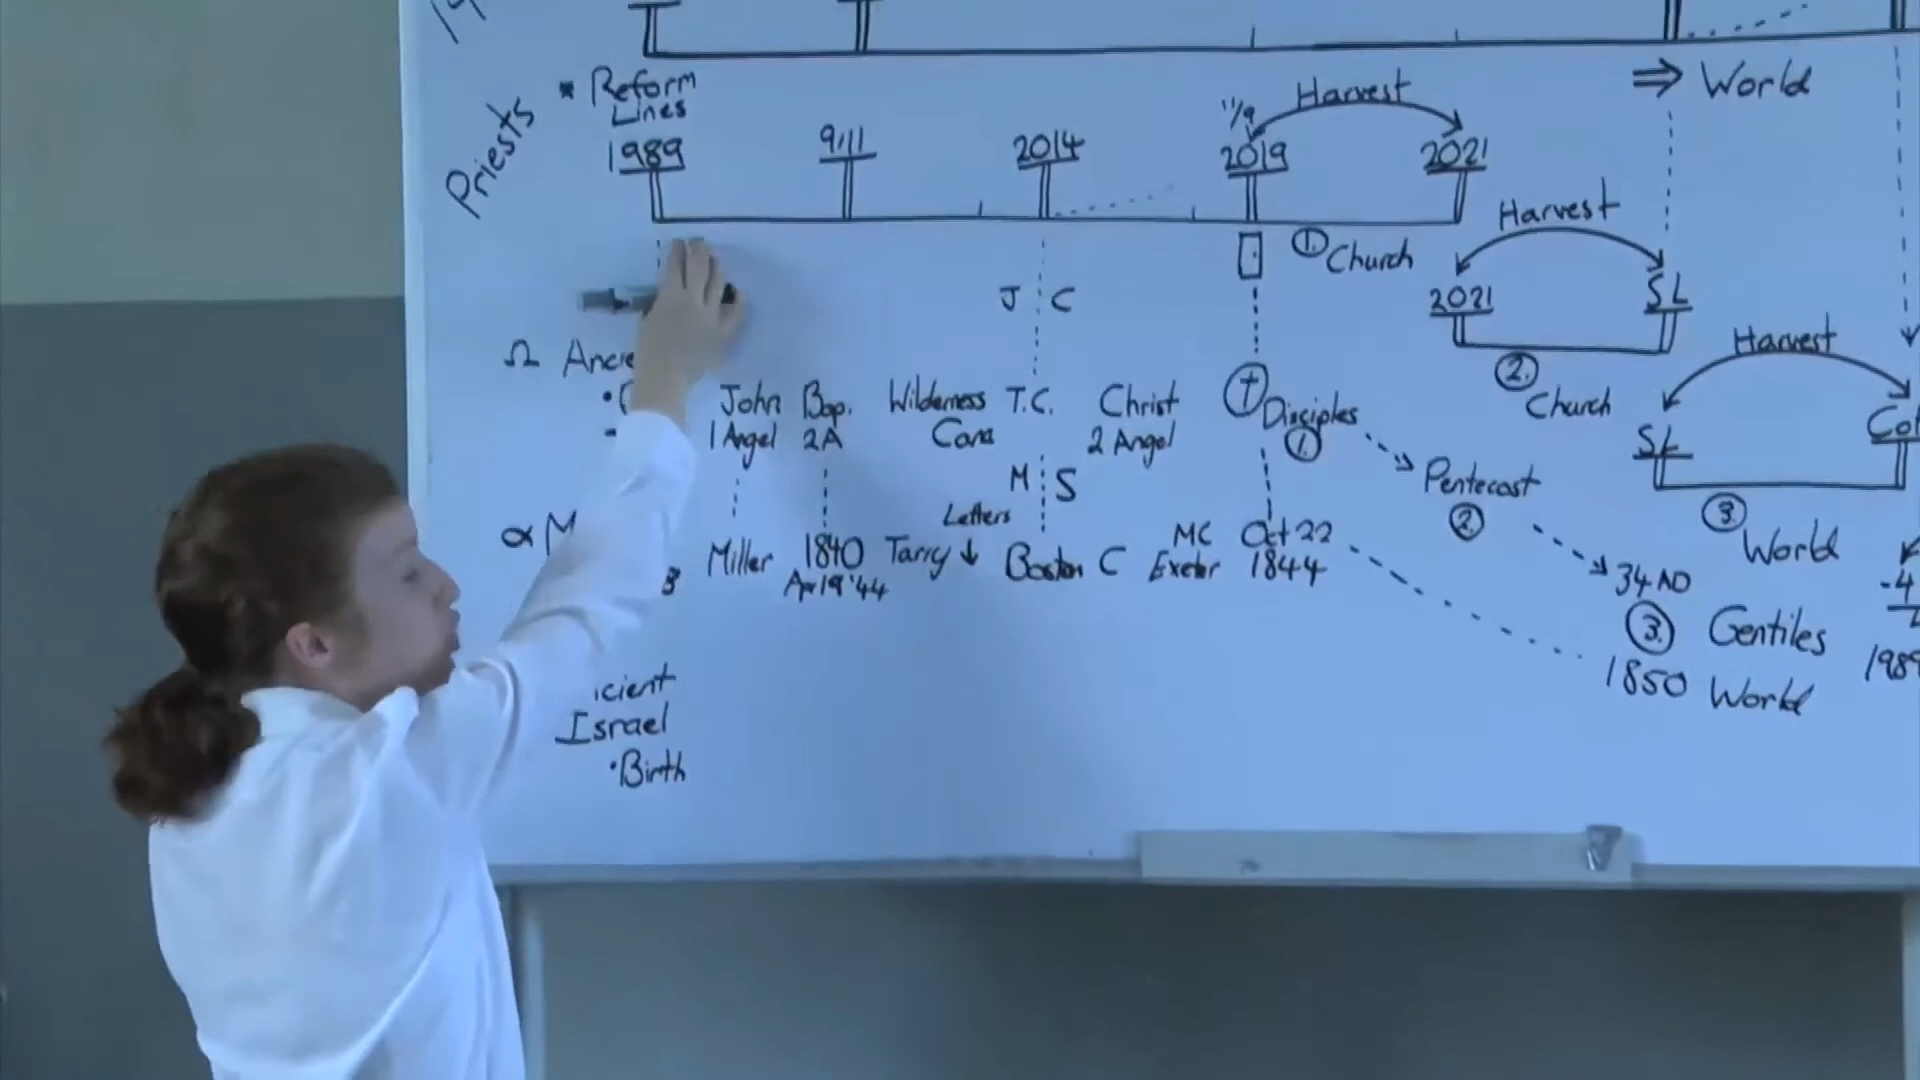 * Reform
Lines
Priests
1989
9/11
2014
11/9
2019
Harvest
2021
⇒ World
① Church
J C
Harvest
2021
SL
② Church
Harvest
SL
③ World
Ω
John Bap. Wilderness T.C. Christ
1 Angel 2A Cana 2 Angel
Disciples
①
M S
Pentecost
②
Letters
α M
Miller 1840 Tarry ↓ Boston C MC Oct 22
Apr 19 '44 Exeter 1844
34 AD
③ Gentiles
1850 World
Israel
• Birth